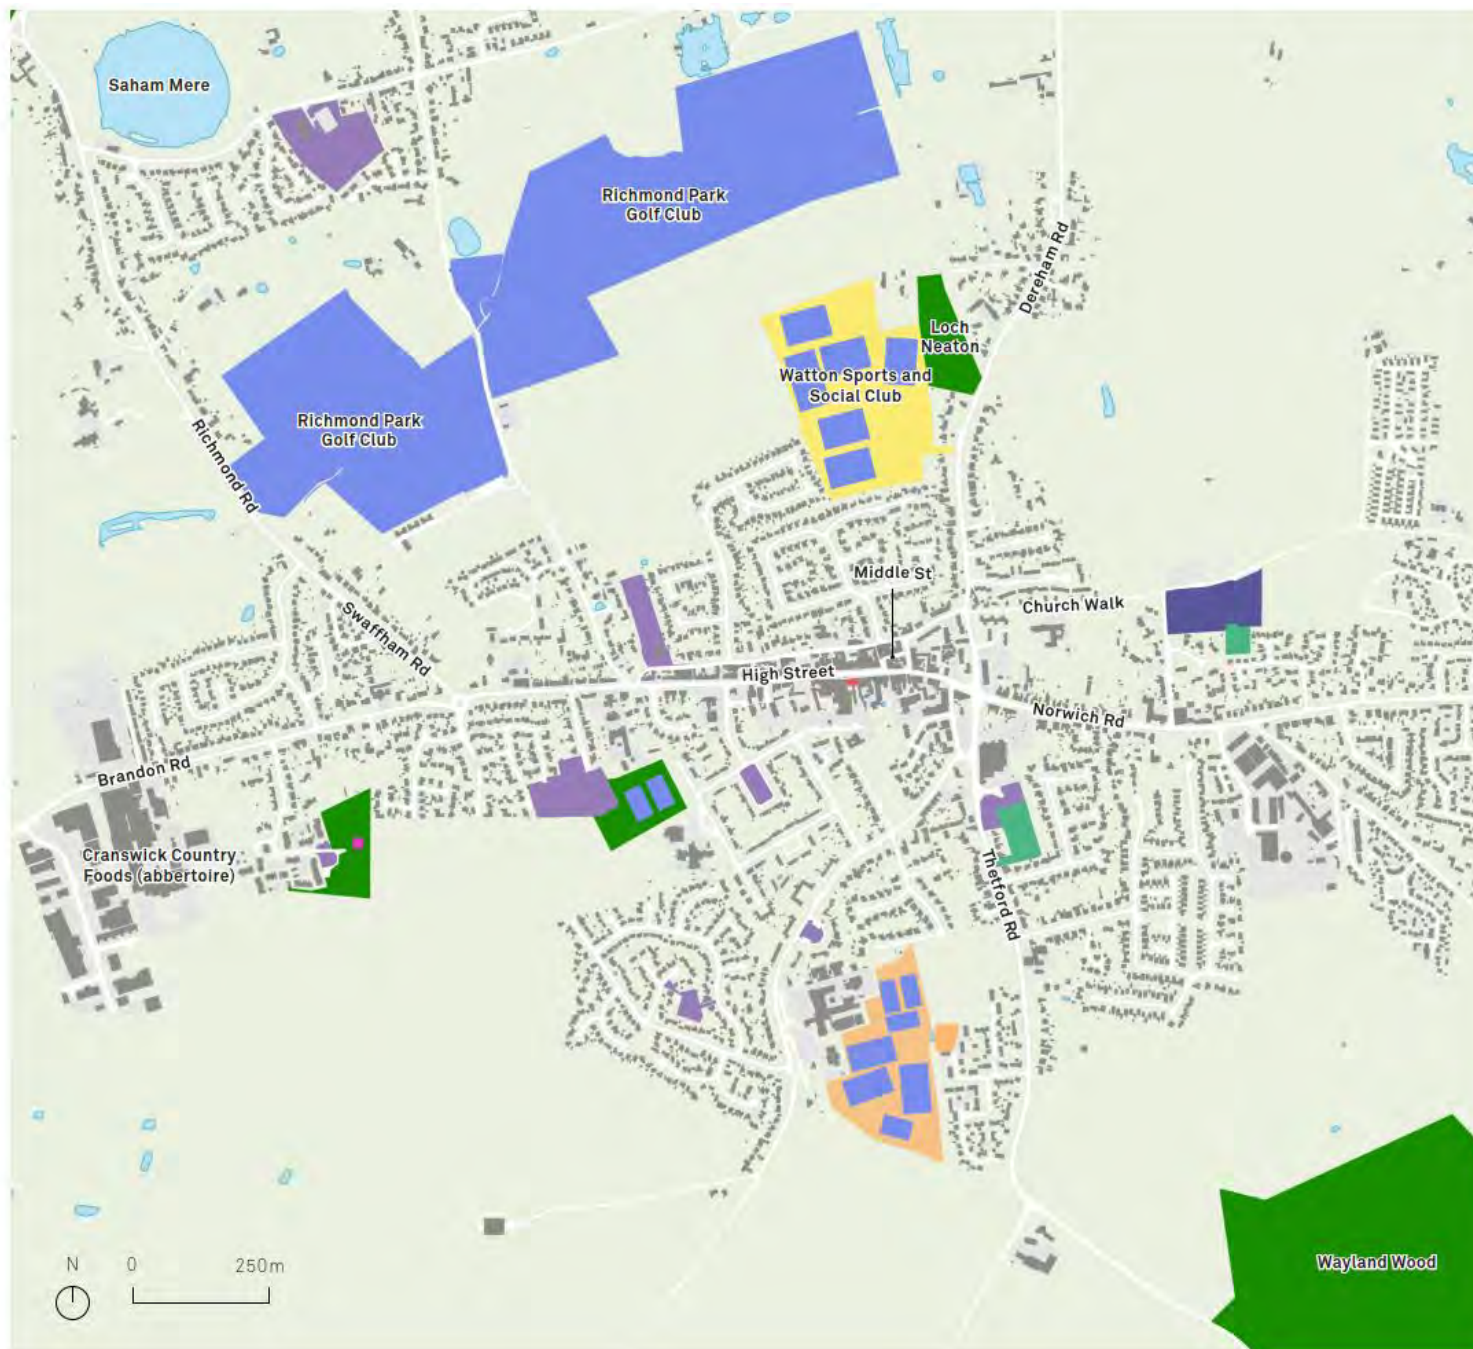 Saham Mere
Richmond Park
Golf Club
Dereham Rd
Loch
Neaton
Watton Sports and
Social Club
Richmond Park
Golf Club
Richmond Rd
Middle St
Church Walk
Swaffham Rd
High Street
Norwich Rd
Brandon Rd
Cranswick Country
Foods (abbertoire)
Thetford Rd
Wayland Wood
N 0 250m